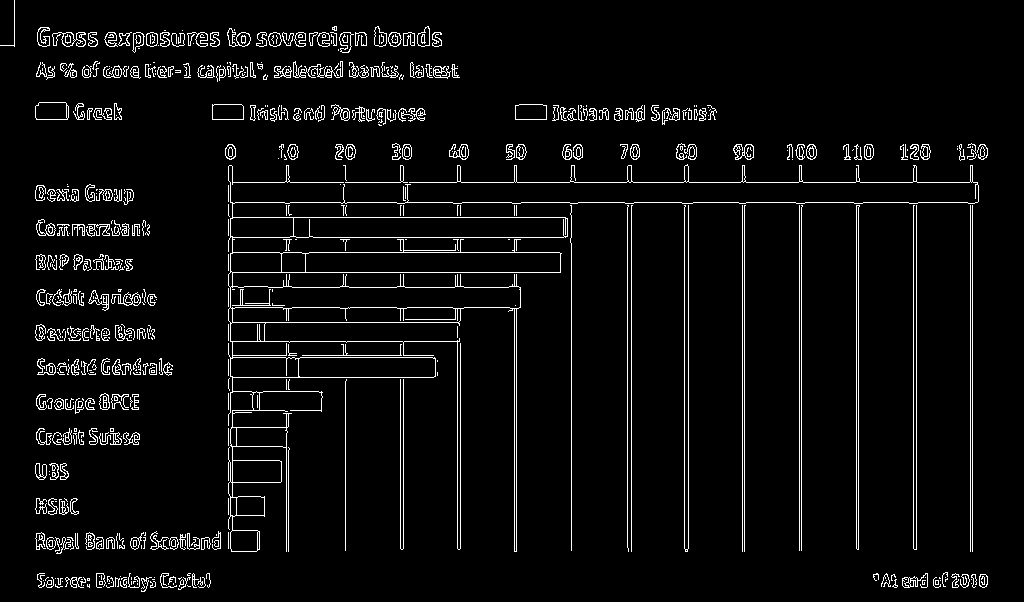 Gross exposures to sovereign bonds
As % of core tier-1 capital*, selected banks, latest
Greek Irish and Portuguese Italian and Spanish
0 10 20 30 40 50 60 70 80 90 100 110 120 130
Dexia Group
Commerzbank
BNP Paribas
Crédit Agricole
Deutsche Bank
Société Générale
Groupe BPCE
Credit Suisse
UBS
HSBC
Royal Bank of Scotland
Source: Barclays Capital *At end of 2010